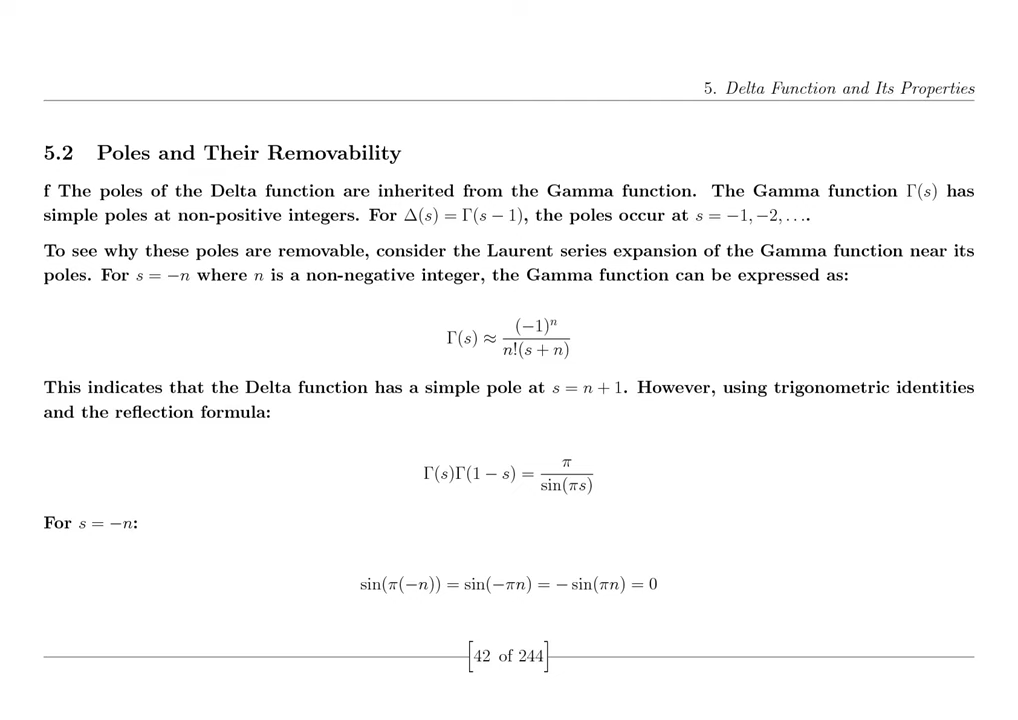 5. Delta Function and Its Properties
5.2 Poles and Their Removability
f The poles of the Delta function are inherited from the Gamma function. The Gamma function Γ(s) has
simple poles at non-positive integers. For Δ(s) = Γ(s − 1), the poles occur at s = −1, −2, . . ..
To see why these poles are removable, consider the Laurent series expansion of the Gamma function near its
poles. For s = −n where n is a non-negative integer, the Gamma function can be expressed as:
Γ(s) ≈ (−1)ⁿ / n!(s + n)
This indicates that the Delta function has a simple pole at s = n + 1. However, using trigonometric identities
and the reflection formula:
Γ(s)Γ(1 − s) = π / sin(πs)
For s = −n:
sin(π(−n)) = sin(−πn) = − sin(πn) = 0
[42 of 244]